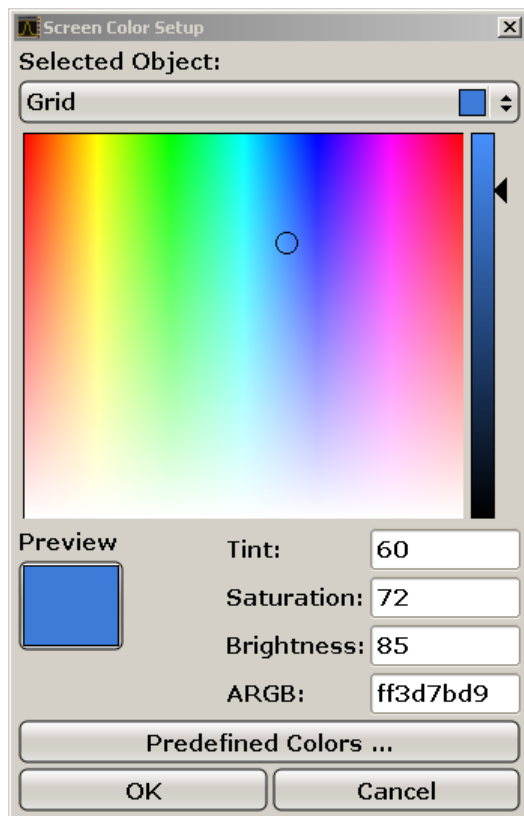 Screen Color Setup
Selected Object:
Grid
Preview
Tint: 60
Saturation: 72
Brightness: 85
ARGB: ff3d7bd9
Predefined Colors ...
OK Cancel